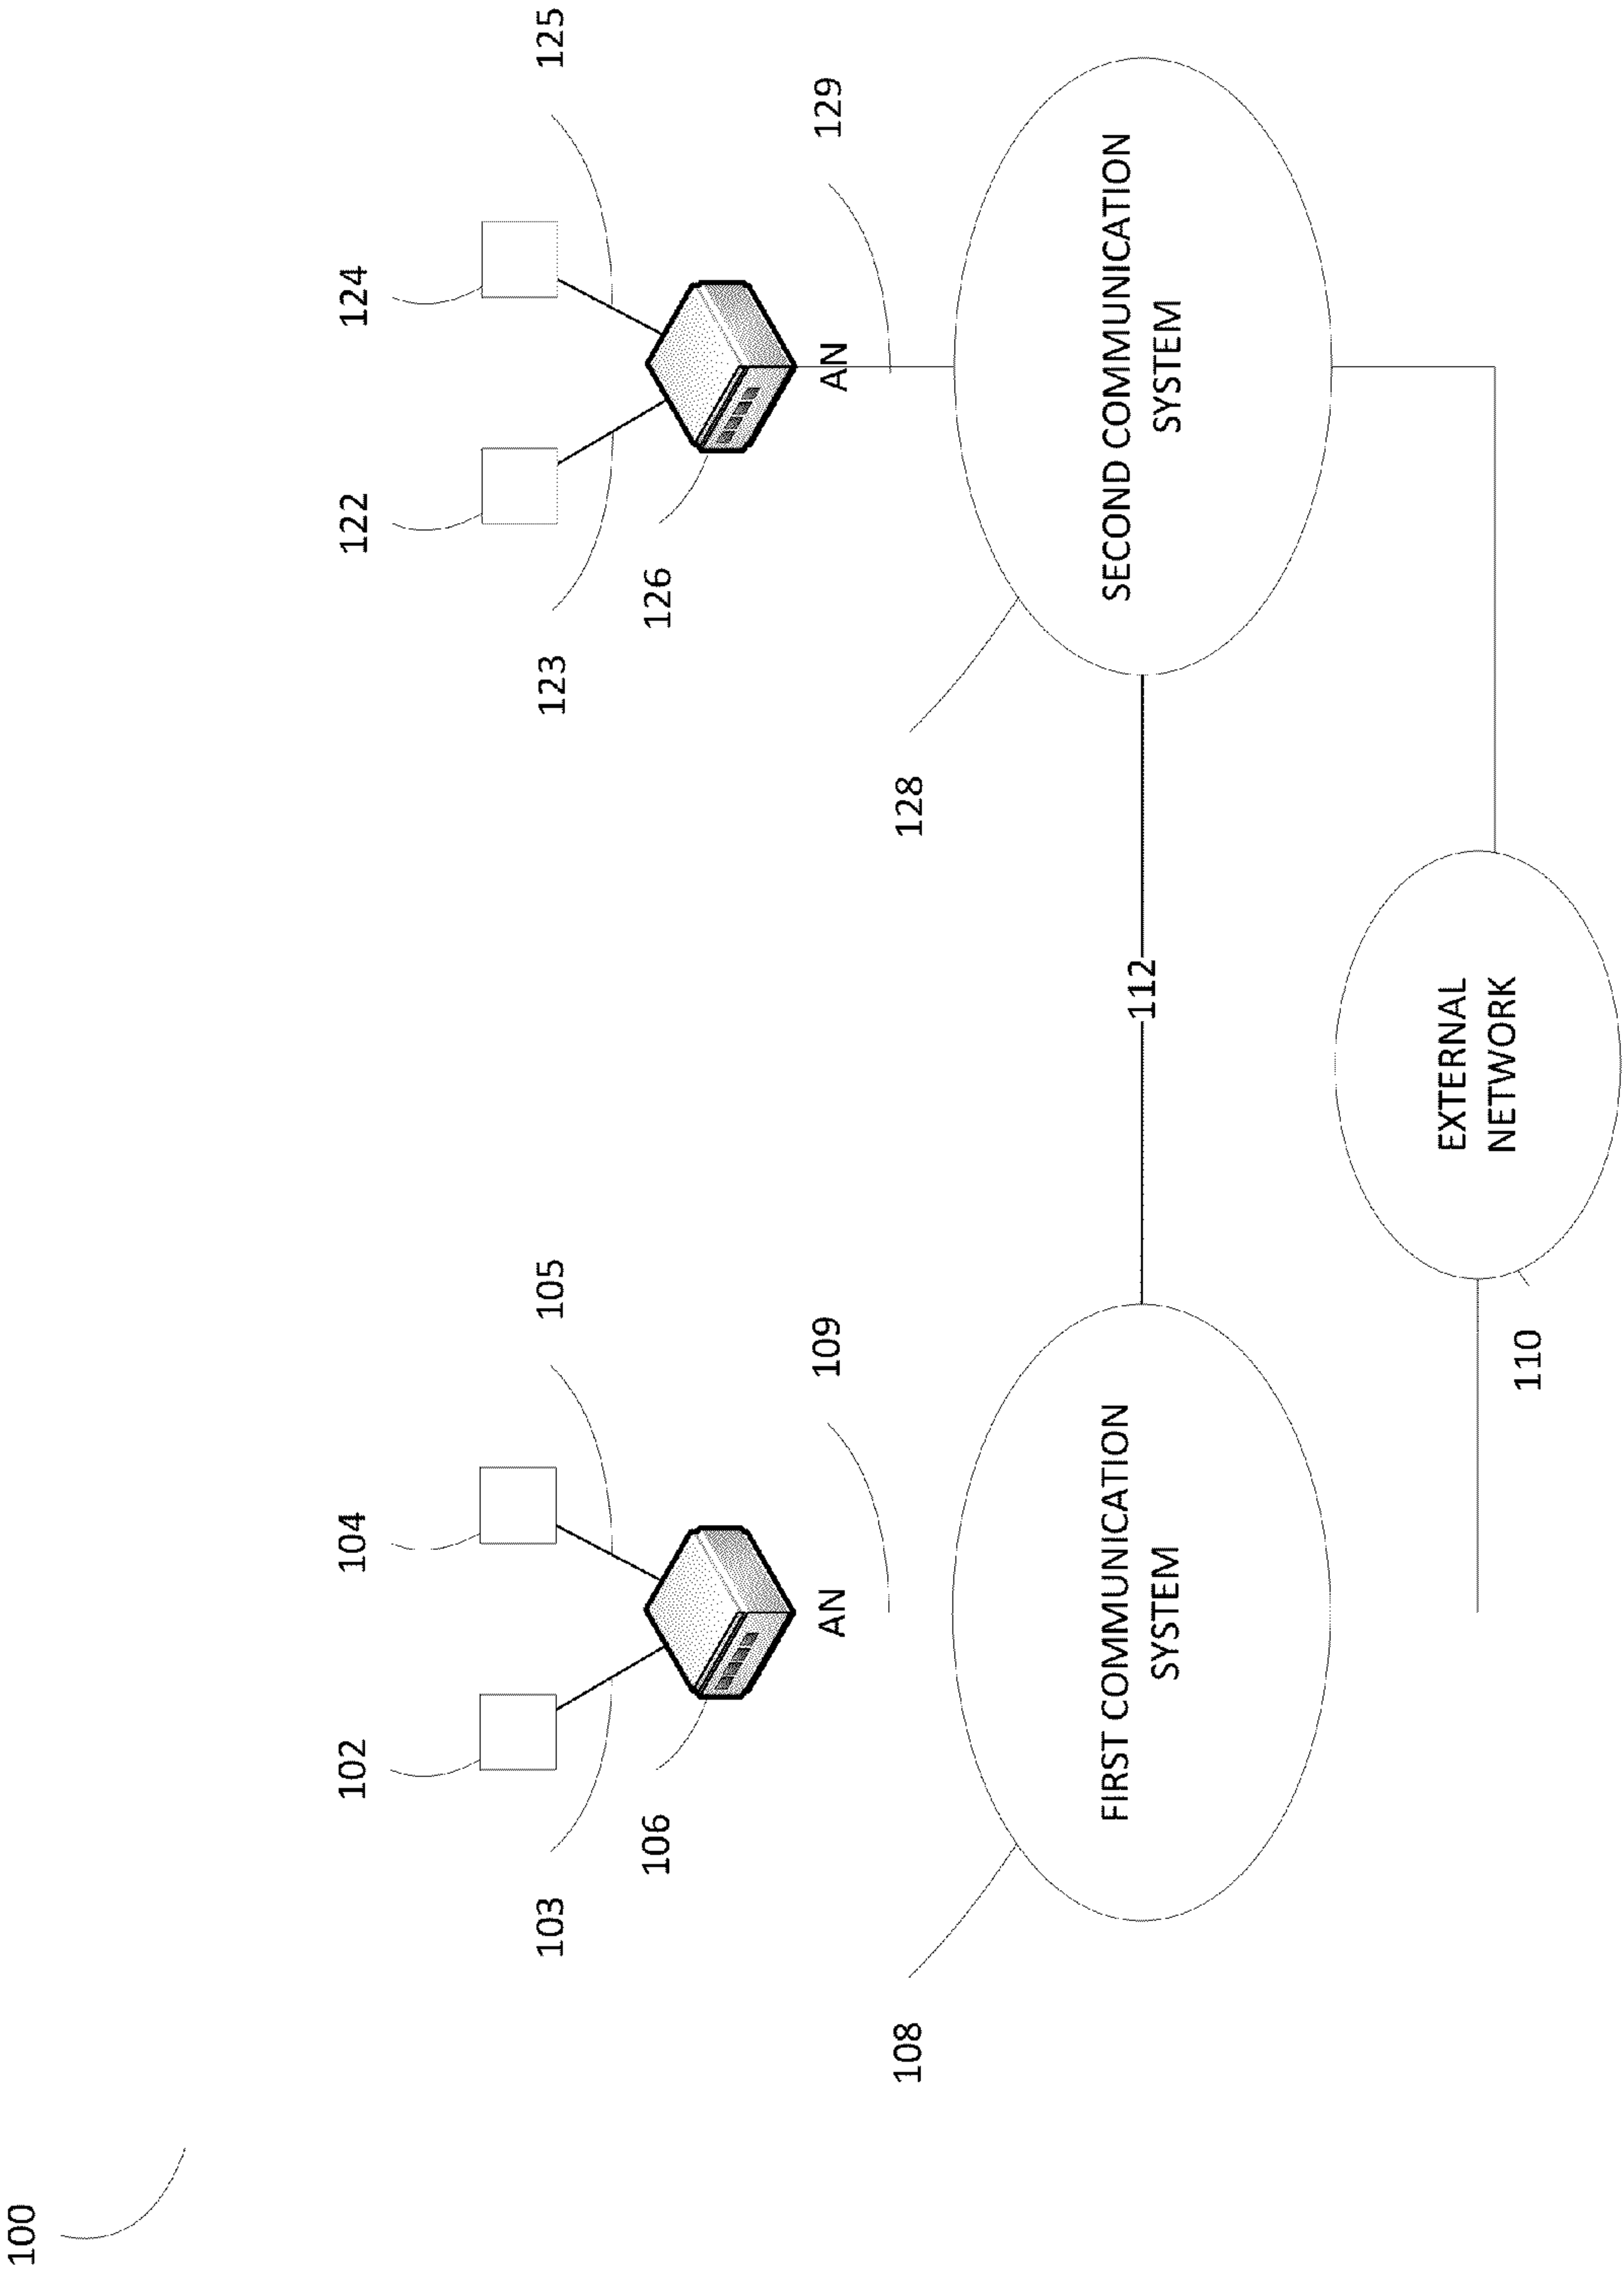 100
102
104
122
124
103
105
123
125
106
126
AN
AN
109
129
108
128
FIRST COMMUNICATION
SYSTEM
112
SECOND COMMUNICATION
SYSTEM
EXTERNAL
NETWORK
110